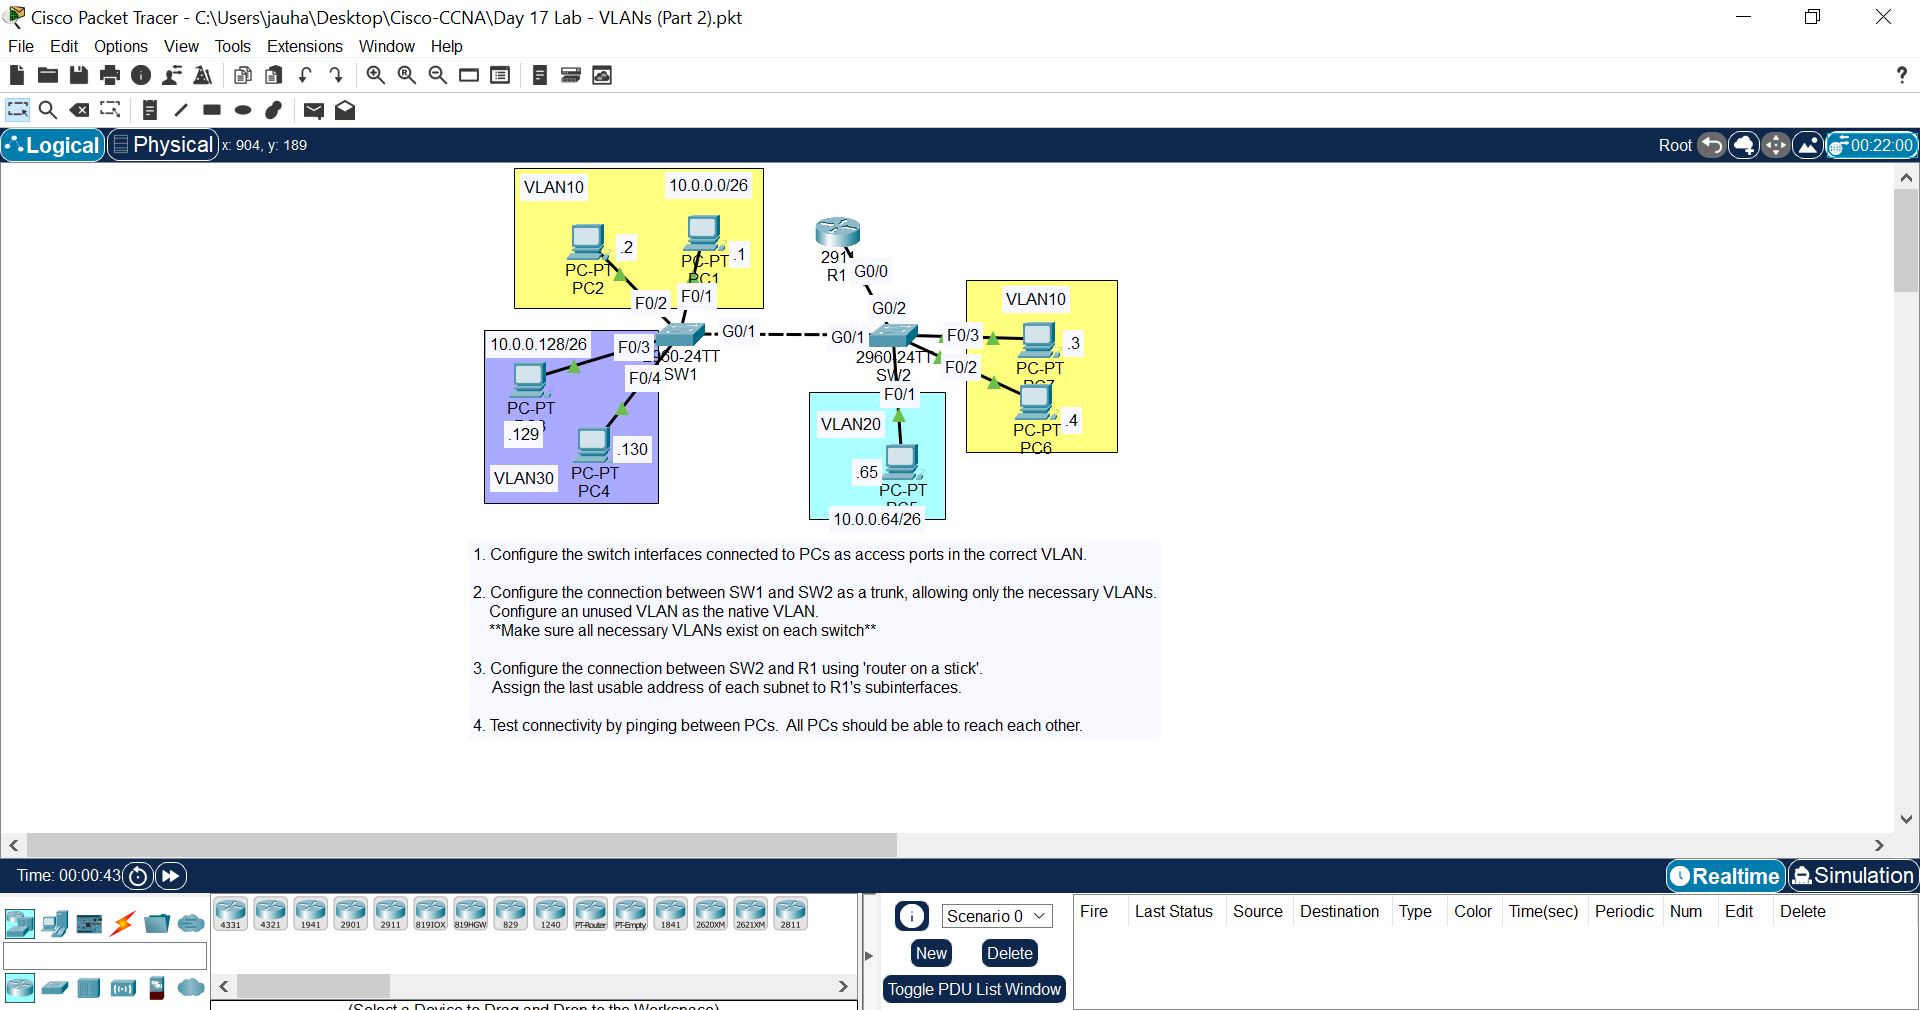 Cisco Packet Tracer - C:\Users\jauha\Desktop\Cisco-CCNA\Day 17 Lab - VLANs (Part 2).pkt
File Edit Options View Tools Extensions Window Help
?
Logical Physical x: 904, y: 189 Root 00:22:00
VLAN10 10.0.0.0/26
.2 .1
PC-PT PC-PT
PC2 PC1
F0/2 F0/1
291
R1 G0/0
G0/2
VLAN10
10.0.0.128/26 F0/3 G0/1 G0/1 F0/3 .3
60-24TT 2960 24TT PC-PT
F0/4 SW1 SW2 F0/2
PC-PT F0/1
.129 VLAN20 .4
PC-PT
PC6
.130
VLAN30 PC-PT .65
PC4 PC-PT
10.0.0.64/26
1. Configure the switch interfaces connected to PCs as access ports in the correct VLAN.
2. Configure the connection between SW1 and SW2 as a trunk, allowing only the necessary VLANs.
Configure an unused VLAN as the native VLAN.
**Make sure all necessary VLANs exist on each switch**
3. Configure the connection between SW2 and R1 using 'router on a stick'.
Assign the last usable address of each subnet to R1's subinterfaces.
4. Test connectivity by pinging between PCs. All PCs should be able to reach each other.
Time: 00:00:43 Realtime Simulation
4331 4321 1941 2901 2911 819IOX 819HGW 829 1240 PT-Router PT-Empty 1841 2620XM 2621XM 2811
Scenario 0
New Delete
Toggle PDU List Window
Fire Last Status Source Destination Type Color Time(sec) Periodic Num Edit Delete
(Select a Device to Drag and Drop to the Workspace)